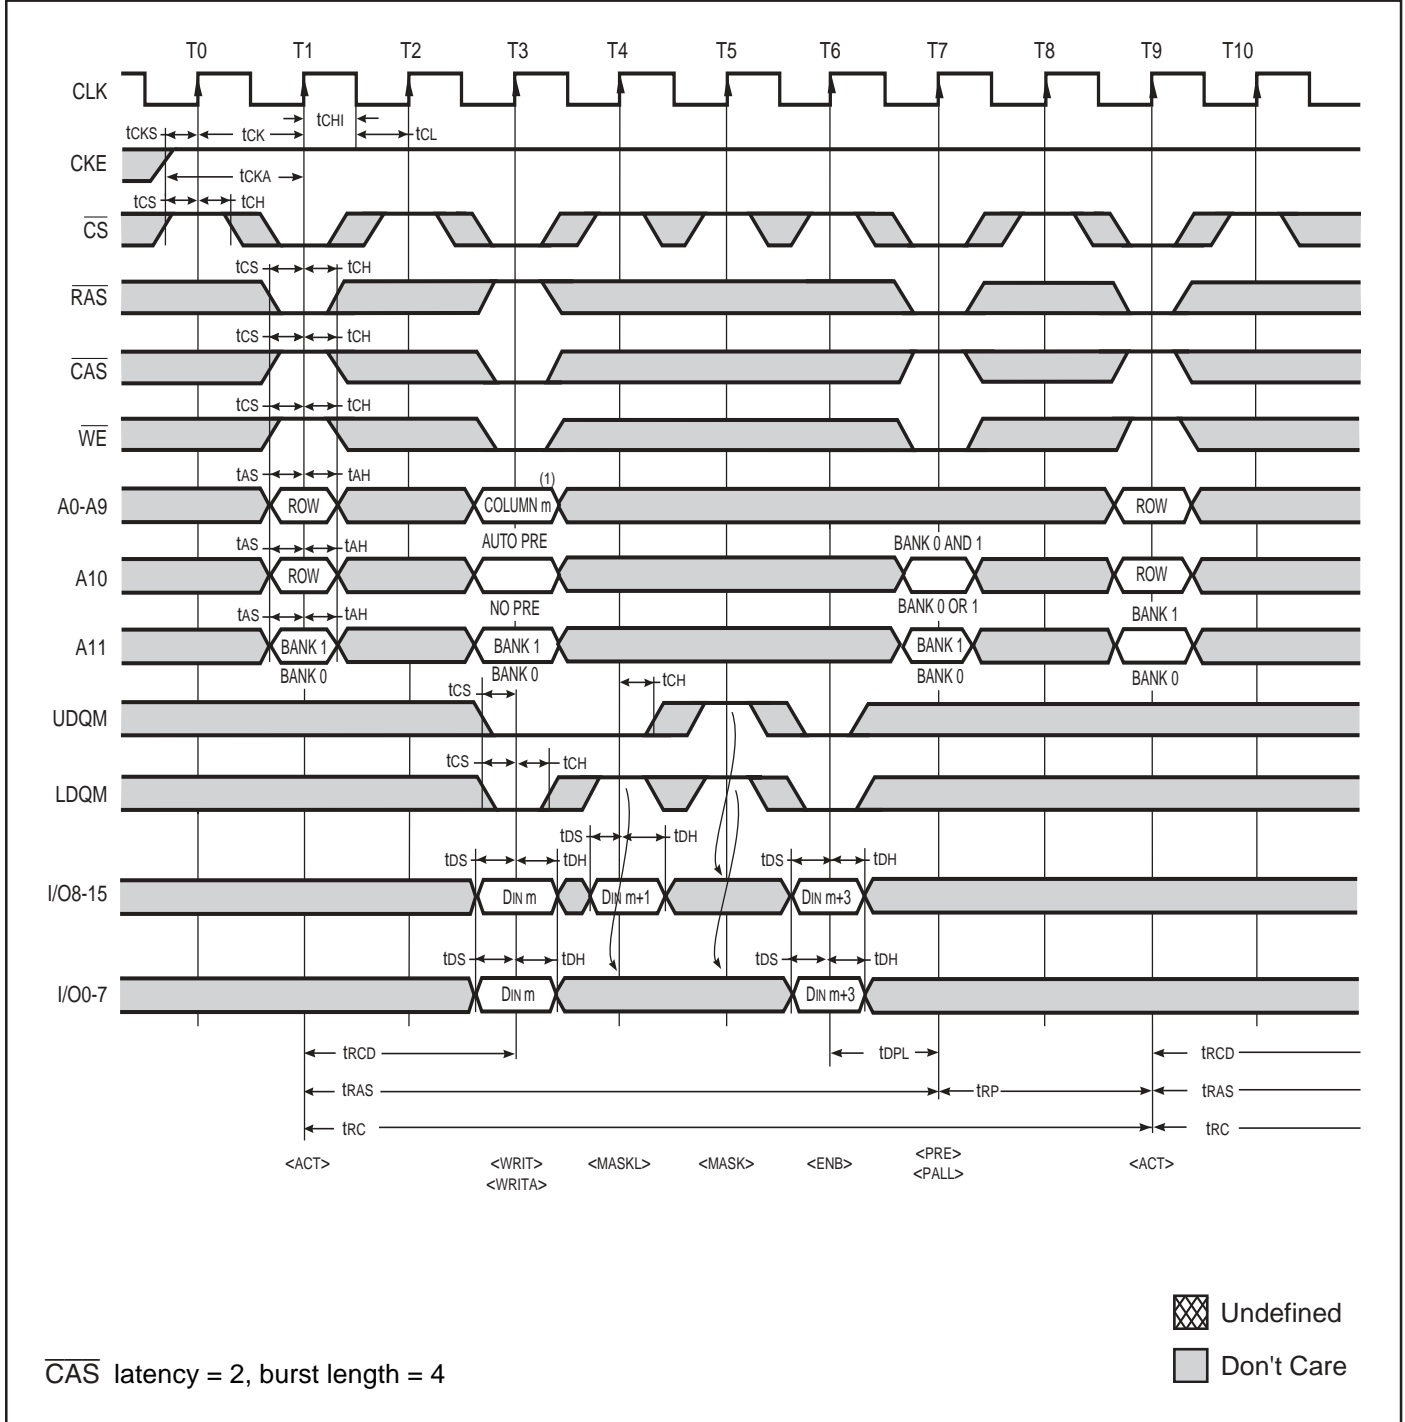 T0 T1 T2 T3 T4 T5 T6 T7 T8 T9 T10
CLK
tCHI
tCKS tCK tCL
CKE
tCKA
tCS tCH
CS
tCS tCH
RAS
tCS tCH
CAS
tCS tCH
WE
tAS tAH (1)
A0-A9 ROW COLUMN m ROW
tAS tAH AUTO PRE BANK 0 AND 1
A10 ROW ROW
tAS tAH NO PRE BANK 0 OR 1 BANK 1
A11 BANK 1 BANK 1 BANK 1
BANK 0 BANK 0 BANK 0 BANK 0
tCS tCH
UDQM
tCS tCH
LDQM
tDS tDH
tDS tDH tDS tDH
I/O8-15 DIN m DIN m+1 DIN m+3
tDS tDH tDS tDH
I/O0-7 DIN m DIN m+3
tRCD tDPL tRCD
tRAS tRP tRAS
tRC tRC
<ACT> <WRIT> <MASKL> <MASK> <ENB> <PRE> <ACT>
<WRITA> <PALL>
Undefined
Don't Care
CAS latency = 2, burst length = 4